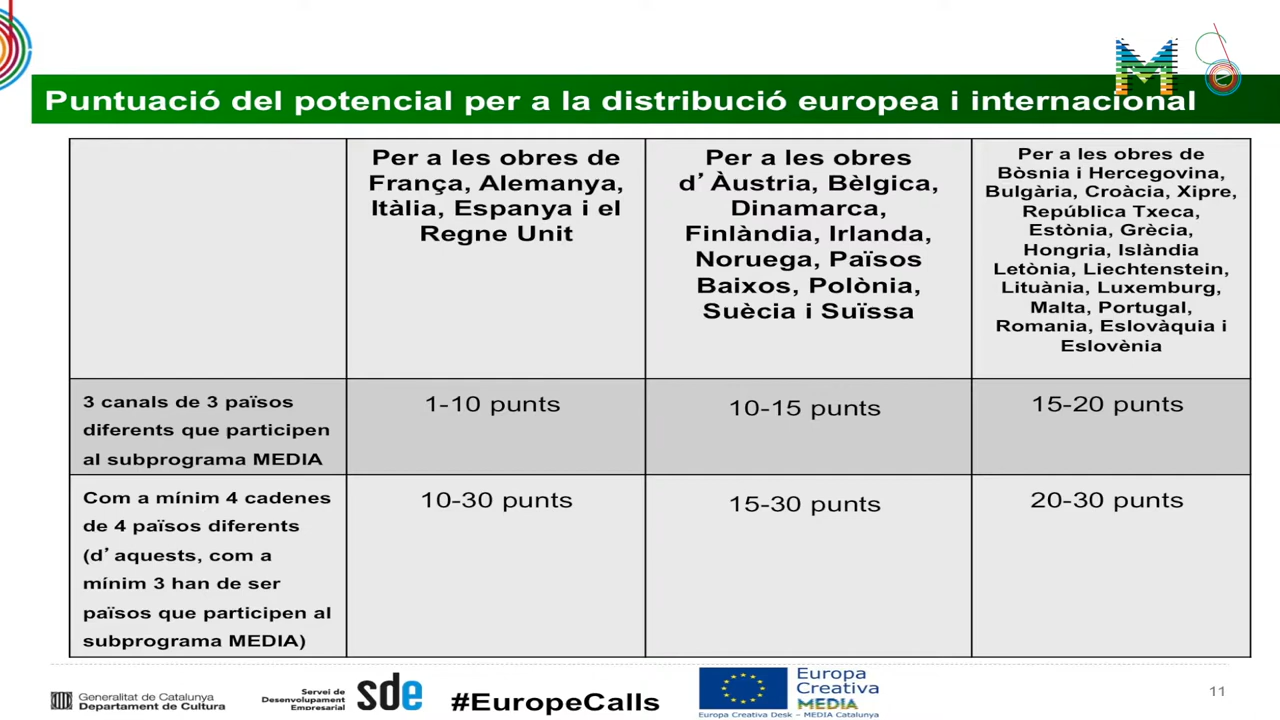 Puntuació del potencial per a la distribució europea i internacional
Per a les obres de
França, Alemanya,
Itàlia, Espanya i el
Regne Unit
Per a les obres
d’Àustria, Bèlgica,
Dinamarca,
Finlàndia, Irlanda,
Noruega, Països
Baixos, Polònia,
Suècia i Suïssa
Per a les obres de
Bòsnia i Hercegovina,
Bulgària, Croàcia, Xipre,
República Txeca,
Estònia, Grècia,
Hongria, Islàndia
Letònia, Liechtenstein,
Lituània, Luxemburg,
Malta, Portugal,
Romania, Eslovàquia i
Eslovènia
3 canals de 3 països
diferents que participen
al subprograma MEDIA
1-10 punts
10-15 punts
15-20 punts
Com a mínim 4 cadenes
de 4 països diferents
(d’aquests, com a
mínim 3 han de ser
països que participen al
subprograma MEDIA)
10-30 punts
15-30 punts
20-30 punts
Generalitat de Catalunya
Departament de Cultura
Servei de
Desenvolupament
Empresarial
sde
#EuropeCalls
Europa
Creativa
MEDIA
Europa Creativa Desk – MEDIA Catalunya
11